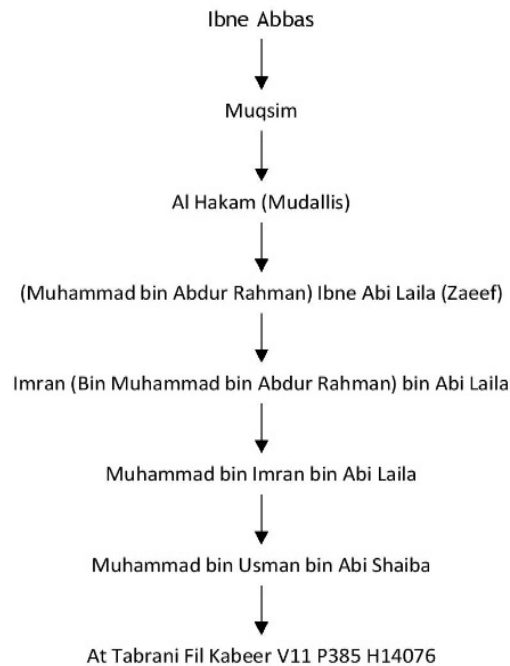 Ibne Abbas
Muqsim
Al Hakam (Mudallis)
(Muhammad bin Abdur Rahman) Ibne Abi Laila (Zaeef)
Imran (Bin Muhammad bin Abdur Rahman) bin Abi Laila
Muhammad bin Imran bin Abi Laila
Muhammad bin Usman bin Abi Shaiba
At Tabrani Fil Kabeer V11 P385 H14076